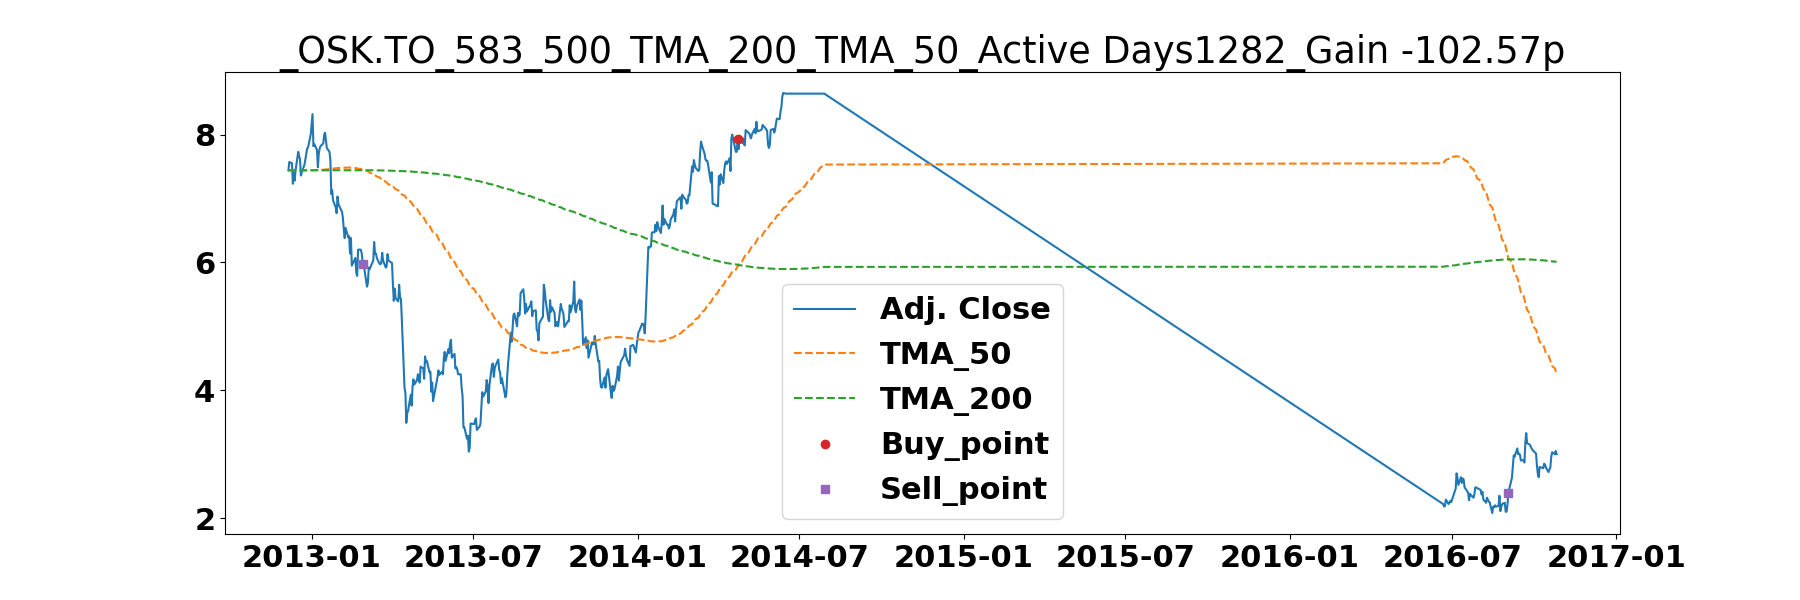 _OSK.TO_583_500_TMA_200_TMA_50_Active Days1282_Gain -102.57p
8
6
4
2
Adj. Close
TMA_50
TMA_200
Buy_point
Sell_point
2013-01 2013-07 2014-01 2014-07 2015-01 2015-07 2016-01 2016-07 2017-01